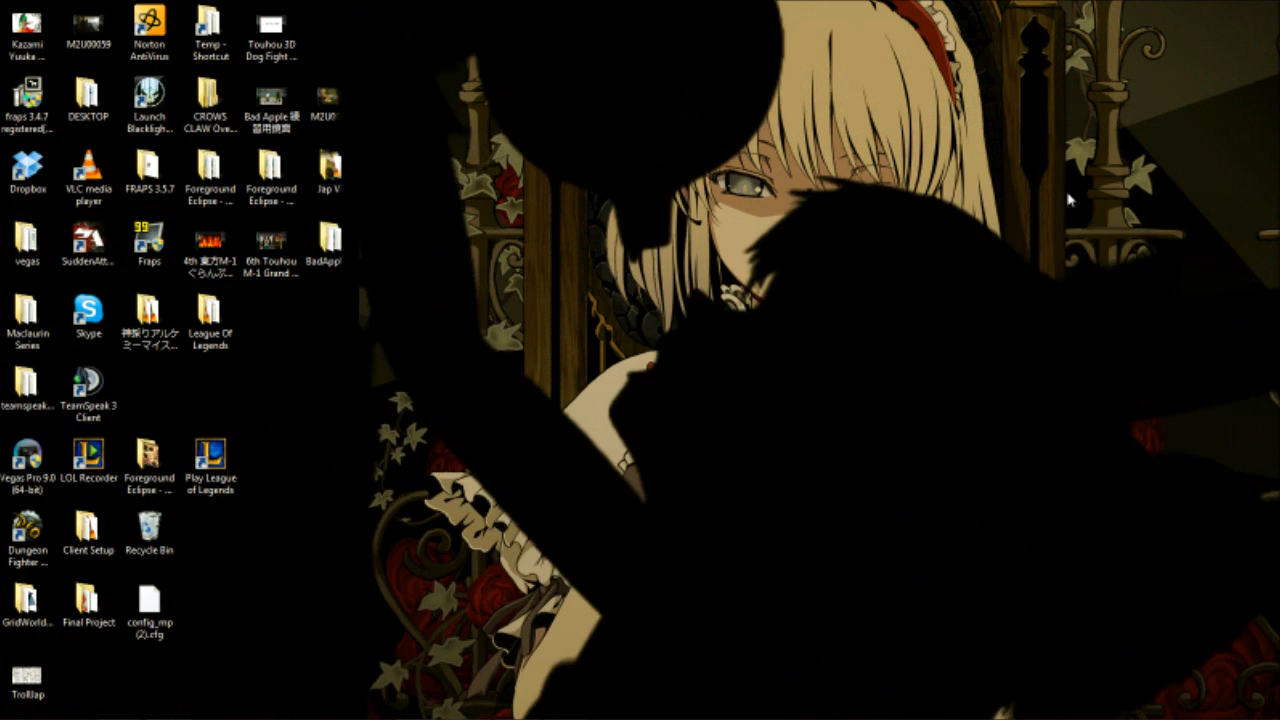 Kazami
Yuuka ...
M2U00059
Norton
AntiVirus
Temp -
Shortcut
Touhou 3D
Dog Fight ...
fraps 3.4.7
registered[...
DESKTOP
Launch
Blackligh...
CROWS
CLAW Ove...
Bad Apple 練
習用燒賣
M2U0
Dropbox
VLC media
player
FRAPS 3.5.7
Foreground
Eclipse - ...
Foreground
Eclipse - ...
Jap V
vegas
SuddenAtt...
99
Fraps
4th 東方M-1
ぐらんぷ...
6th Touhou
M-1 Grand ...
BadAppl
Maclaurin
Series
Skype
神採りアルケ
ミーマイス...
League Of
Legends
teamspeak...
TeamSpeak 3
Client
Vegas Pro 9.0
(64-bit)
LOL Recorder
Foreground
Eclipse - ...
Play League
of Legends
Dungeon
Fighter ...
Client Setup
Recycle Bin
GridWorld...
Final Project
config_mp
(2).cfg
TrollJap